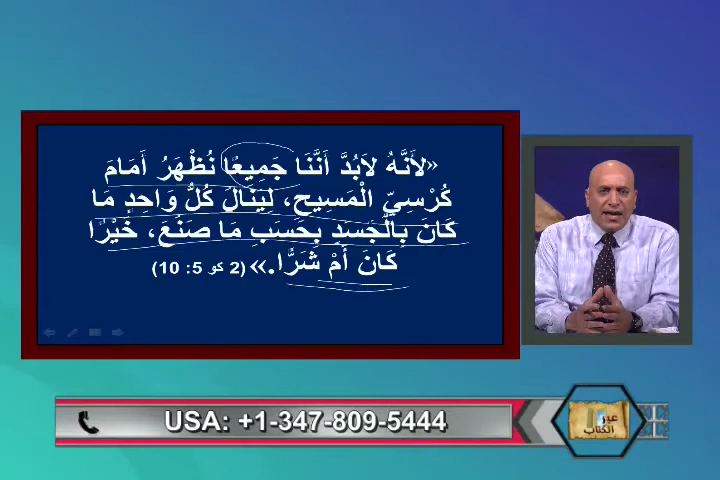 «لأَنَّهُ لاَبُدَّ أَنَّنَا جَمِيعًا نُظْهَرُ أَمَامَ
كُرْسِيِّ الْمَسِيحِ، لِيَنَالَ كُلُّ وَاحِدٍ مَا
كَانَ بِالْجَسَدِ بِحَسَبِ مَا صَنَعَ، خَيْرًا
كَانَ أَمْ شَرًّا.» (2 كو 5: 10)
USA: +1-347-809-5444
عبر
الكتاب